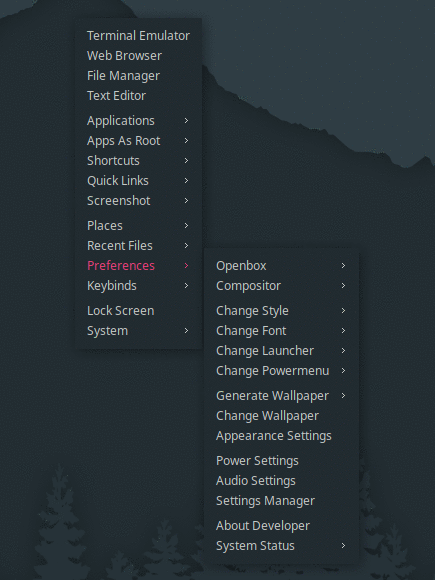 Terminal Emulator
Web Browser
File Manager
Text Editor
Applications
Apps As Root
Shortcuts
Quick Links
Screenshot
Places
Recent Files
Preferences
Keybinds
Lock Screen
System
Openbox
Compositor
Change Style
Change Font
Change Launcher
Change Powermenu
Generate Wallpaper
Change Wallpaper
Appearance Settings
Power Settings
Audio Settings
Settings Manager
About Developer
System Status